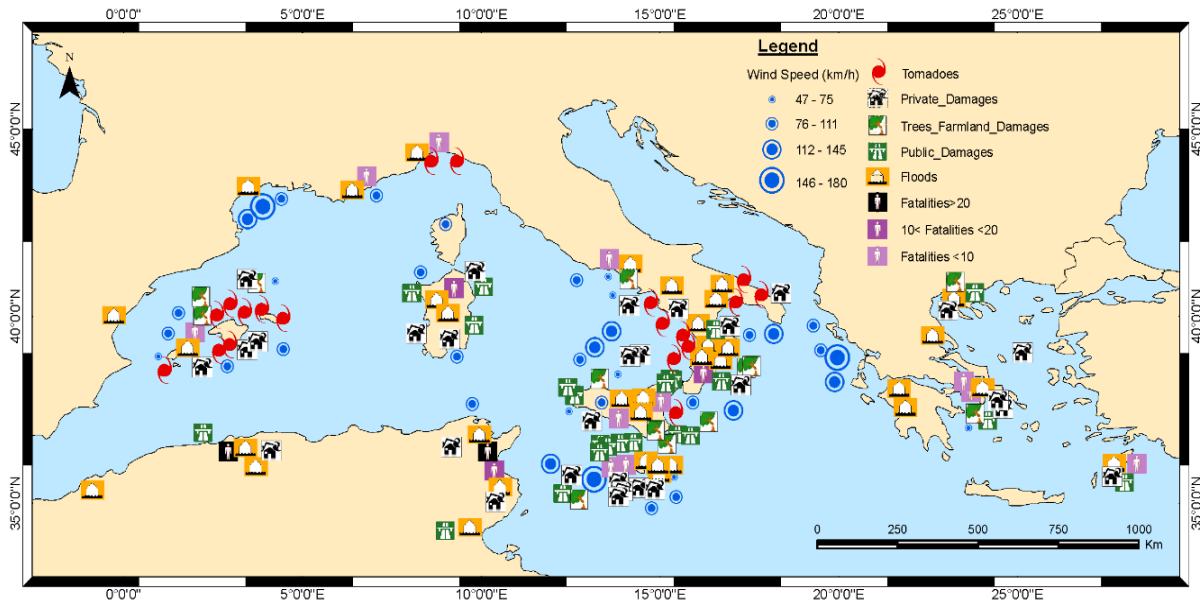 0°0'0"E 5°0'0"E 10°0'0"E 15°0'0"E 20°0'0"E 25°0'0"E
N
Legend
Wind Speed (km/h)
47 - 75
76 - 111
112 - 145
146 - 180
Tornadoes
Private_Damages
Trees_Farmland_Damages
Public_Damages
Floods
Fatalities>20
10< Fatalities <20
Fatalities <10
45°0'0"N 45°0'0"N
40°0'0"N 40°0'0"N
35°0'0"N 35°0'0"N
0 250 500 750 1000
Km
0°0'0"E 5°0'0"E 10°0'0"E 15°0'0"E 20°0'0"E 25°0'0"E